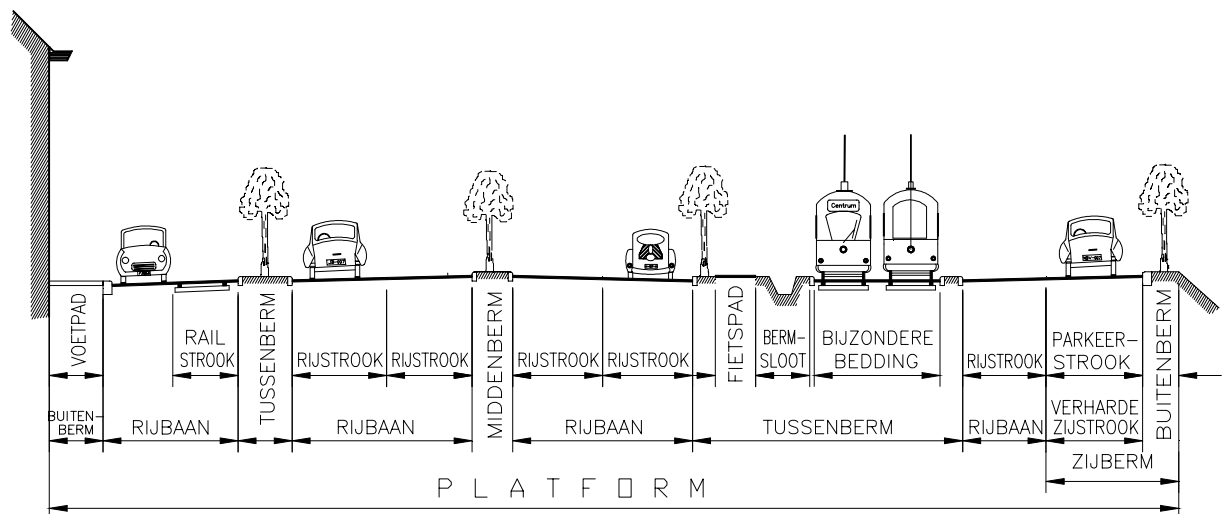 Centrum
VOETPAD
RAIL
STROOK
TUSSENBERM
RIJSTROOK
RIJSTROOK
MIDDENBERM
RIJSTROOK
RIJSTROOK
FIETSPAD
BERM-
SLOOT
BIJZONDERE
BEDDING
RIJSTROOK
PARKEER-
STROOK
BUITENBERM
BUITEN-
BERM
RIJBAAN
RIJBAAN
RIJBAAN
TUSSENBERM
RIJBAAN
VERHARDE
ZIJSTROOK
ZIJBERM
PLATFORM